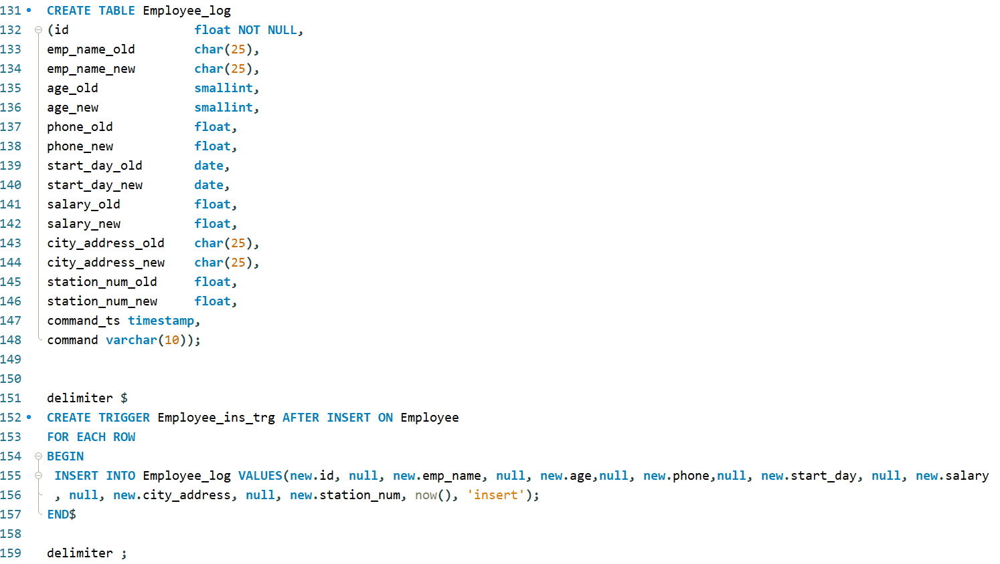 131 CREATE TABLE Employee_log
132 (id float NOT NULL,
133 emp_name_old char(25),
134 emp_name_new char(25),
135 age_old smallint,
136 age_new smallint,
137 phone_old float,
138 phone_new float,
139 start_day_old date,
140 start_day_new date,
141 salary_old float,
142 salary_new float,
143 city_address_old char(25),
144 city_address_new char(25),
145 station_num_old float,
146 station_num_new float,
147 command_ts timestamp,
148 command varchar(10));
149
150
151 delimiter $
152 CREATE TRIGGER Employee_ins_trg AFTER INSERT ON Employee
153 FOR EACH ROW
154 BEGIN
155 INSERT INTO Employee_log VALUES(new.id, null, new.emp_name, null, new.age,null, new.phone,null, new.start_day, null, new.salary
156 , null, new.city_address, null, new.station_num, now(), 'insert');
157 END$
158
159 delimiter ;